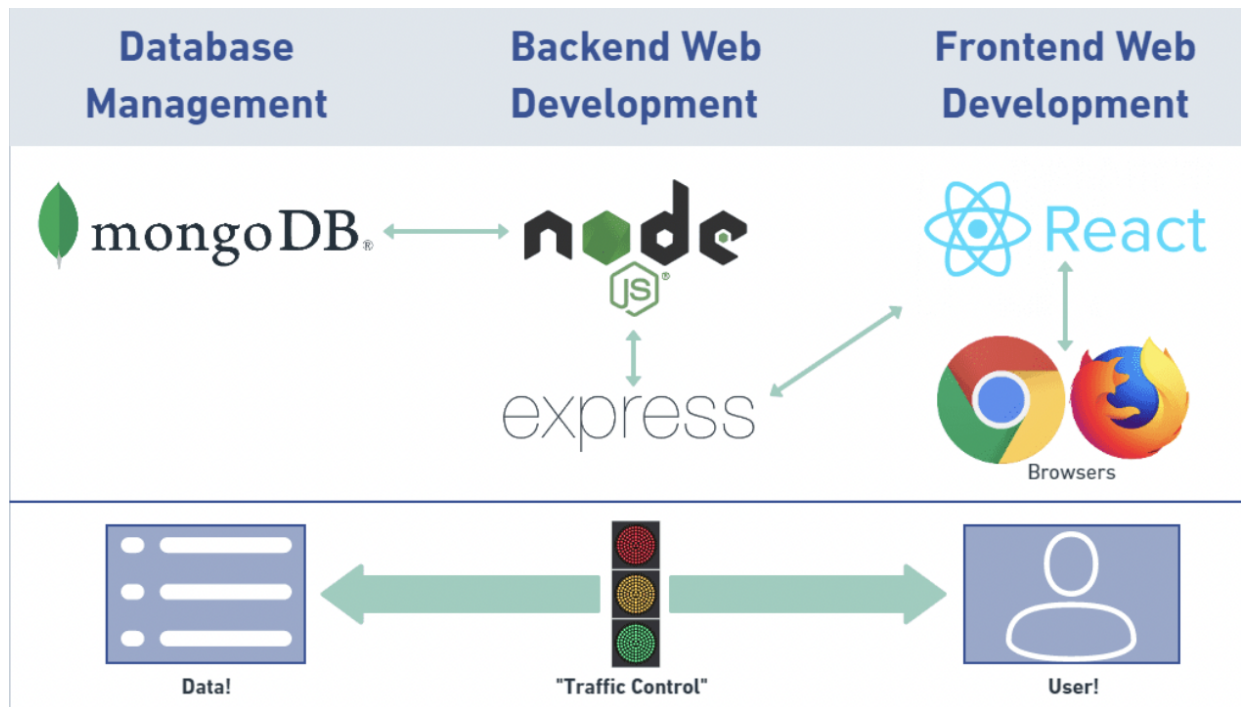 Database
Management
Backend Web
Development
Frontend Web
Development
mongoDB®
node
JS®
express
React
Browsers
Data!
"Traffic Control"
User!